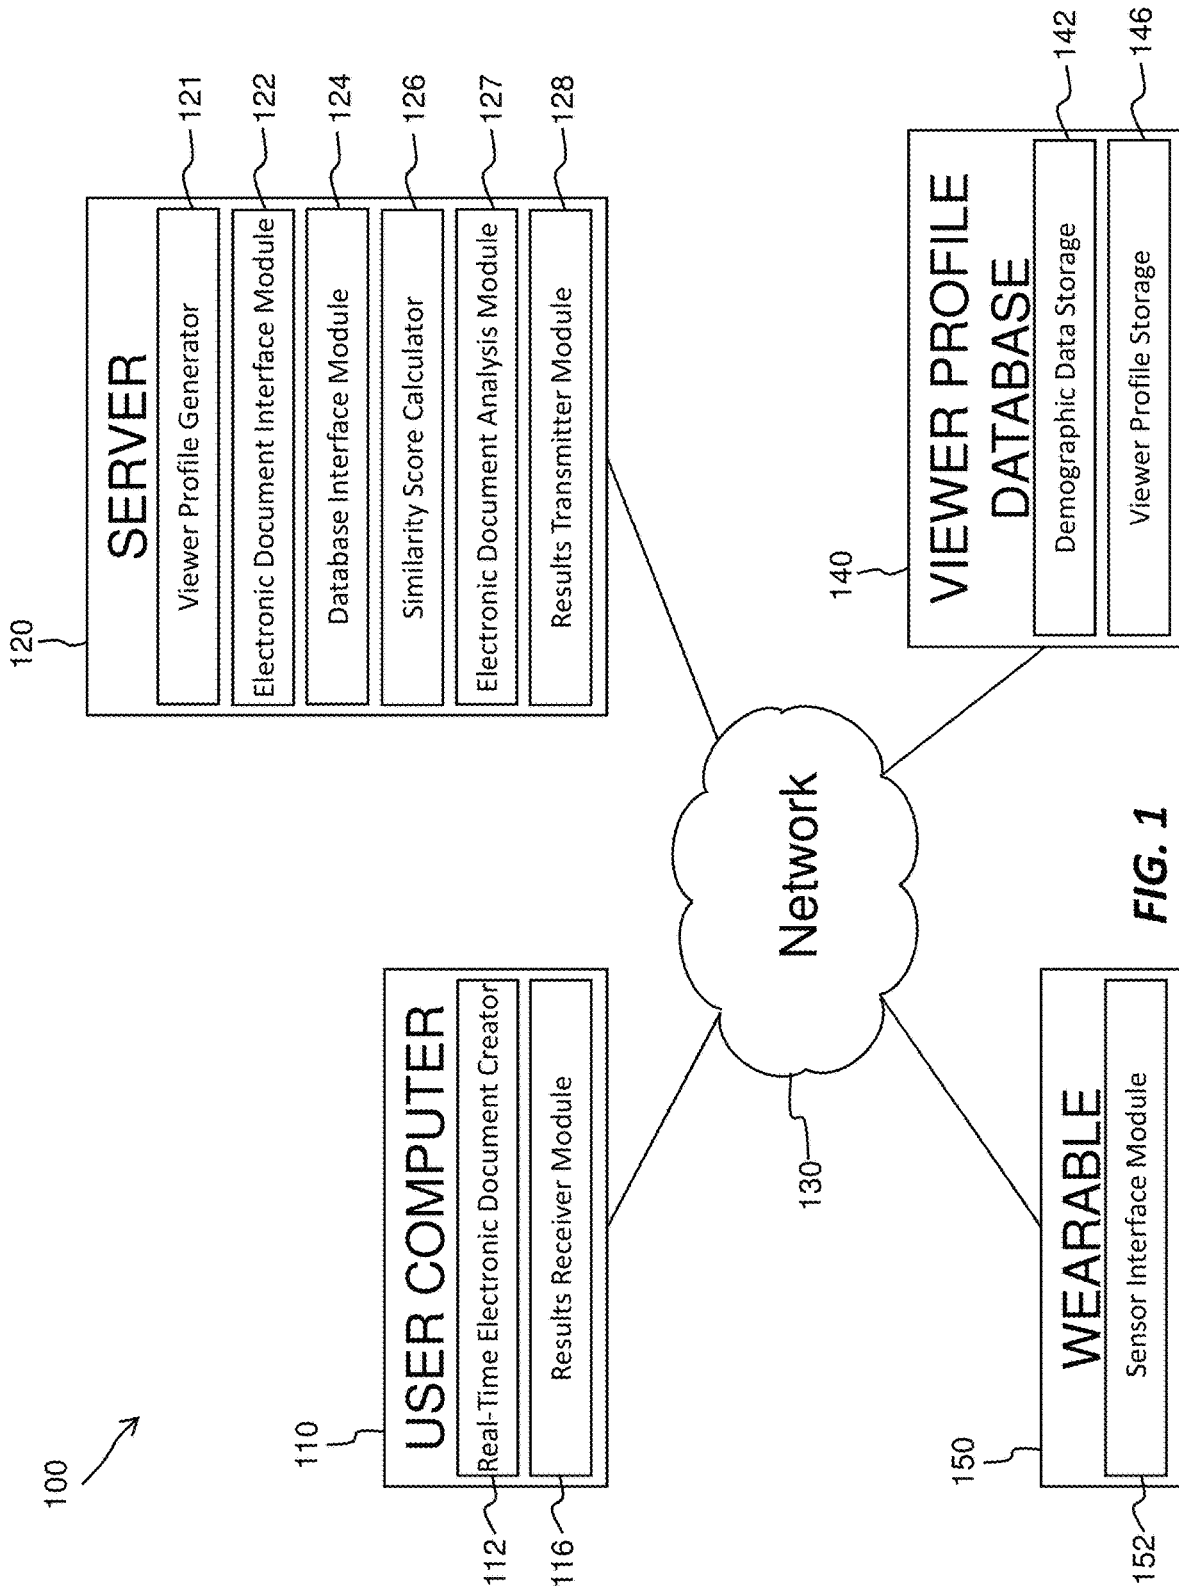 100
110
USER COMPUTER
112
Real-Time Electronic Document Creator
116
Results Receiver Module
120
SERVER
Viewer Profile Generator
121
Electronic Document Interface Module
122
Database Interface Module
124
Similarity Score Calculator
126
Electronic Document Analysis Module
127
Results Transmitter Module
128
Network
130
150
WEARABLE
152
Sensor Interface Module
140
VIEWER PROFILE
DATABASE
Demographic Data Storage
142
Viewer Profile Storage
146
FIG. 1